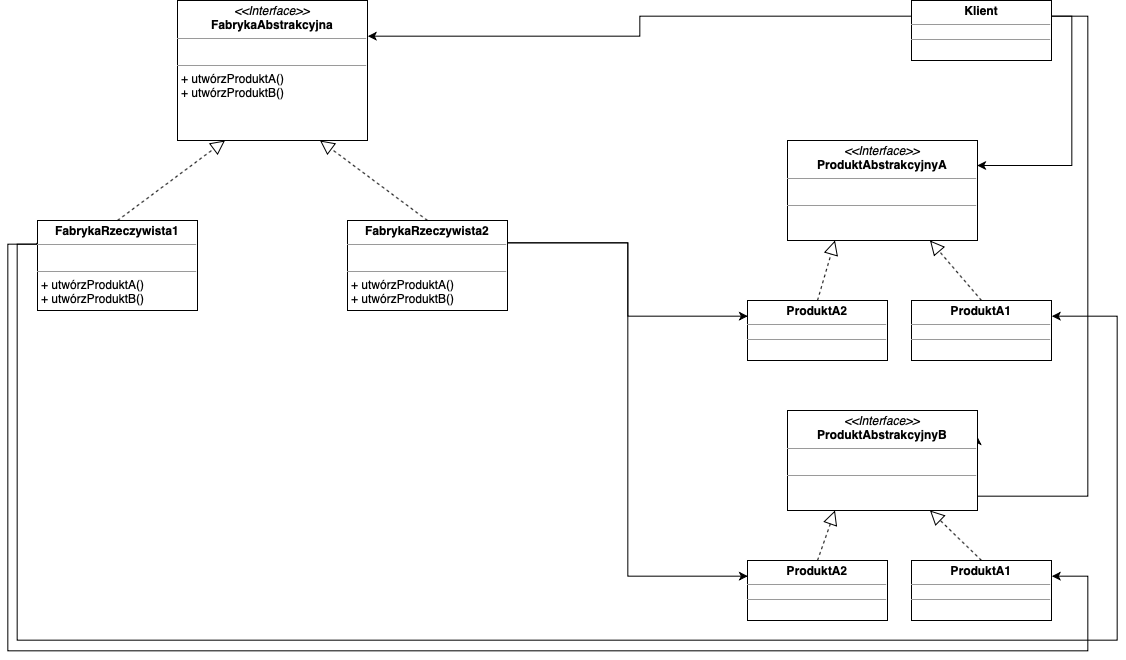 <<Interface>>
FabrykaAbstrakcyjna
+ utwórzProduktA()
+ utwórzProduktB()
Klient
<<Interface>>
ProduktAbstrakcyjnyA
FabrykaRzeczywista1
+ utwórzProduktA()
+ utwórzProduktB()
FabrykaRzeczywista2
+ utwórzProduktA()
+ utwórzProduktB()
ProduktA2
ProduktA1
<<Interface>>
ProduktAbstrakcyjnyB
ProduktA2
ProduktA1